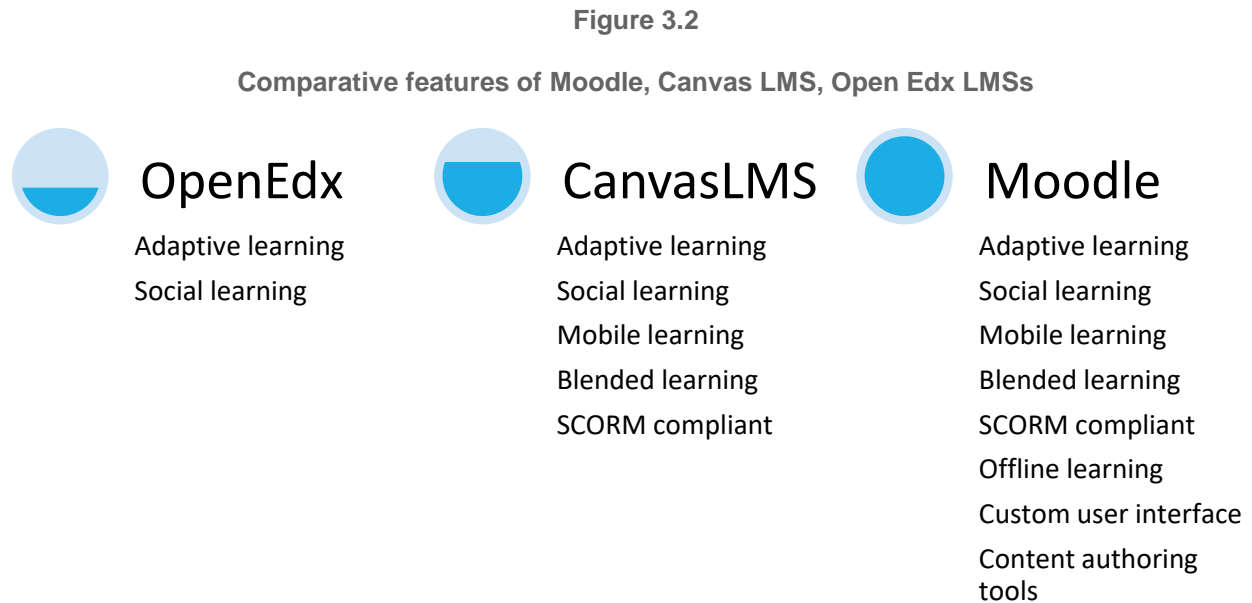 Figure 3.2
Comparative features of Moodle, Canvas LMS, Open Edx LMSs
OpenEdx
Adaptive learning
Social learning
CanvasLMS
Adaptive learning
Social learning
Mobile learning
Blended learning
SCORM compliant
Moodle
Adaptive learning
Social learning
Mobile learning
Blended learning
SCORM compliant
Offline learning
Custom user interface
Content authoring
tools